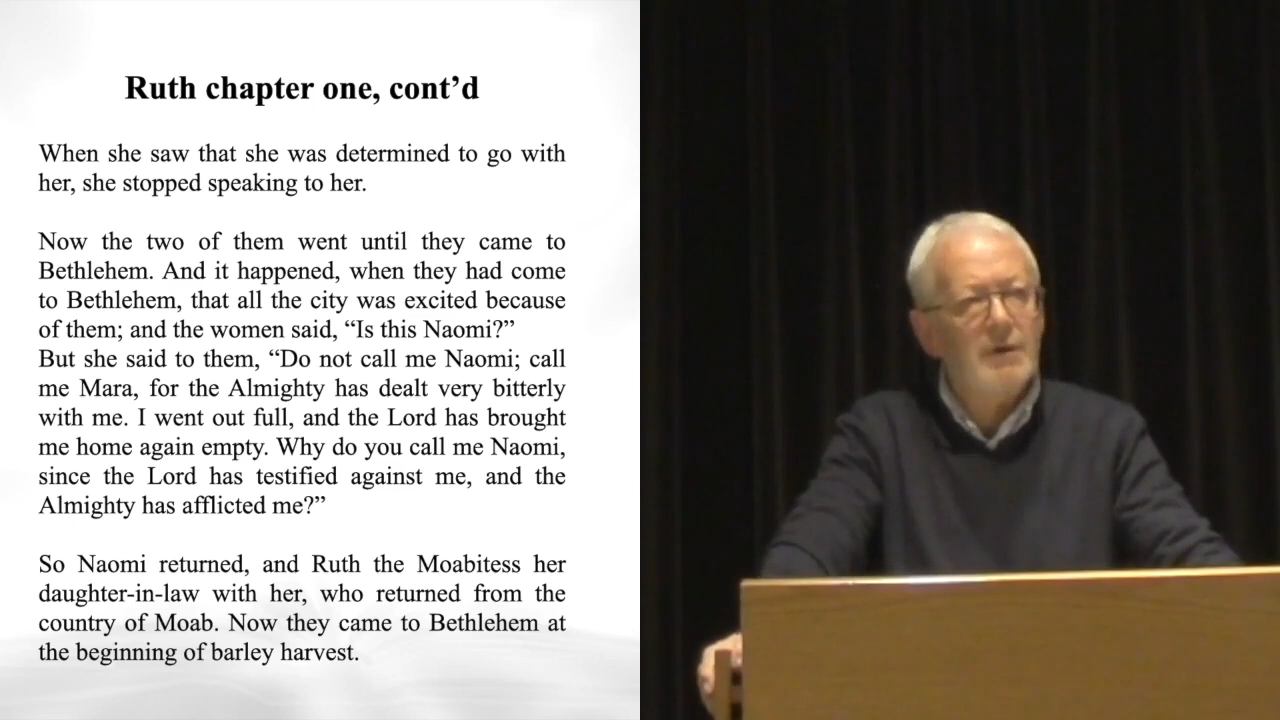 Ruth chapter one, cont’d
When she saw that she was determined to go with
her, she stopped speaking to her.
Now the two of them went until they came to
Bethlehem. And it happened, when they had come
to Bethlehem, that all the city was excited because
of them; and the women said, “Is this Naomi?”
But she said to them, “Do not call me Naomi; call
me Mara, for the Almighty has dealt very bitterly
with me. I went out full, and the Lord has brought
me home again empty. Why do you call me Naomi,
since the Lord has testified against me, and the
Almighty has afflicted me?”
So Naomi returned, and Ruth the Moabitess her
daughter-in-law with her, who returned from the
country of Moab. Now they came to Bethlehem at
the beginning of barley harvest.